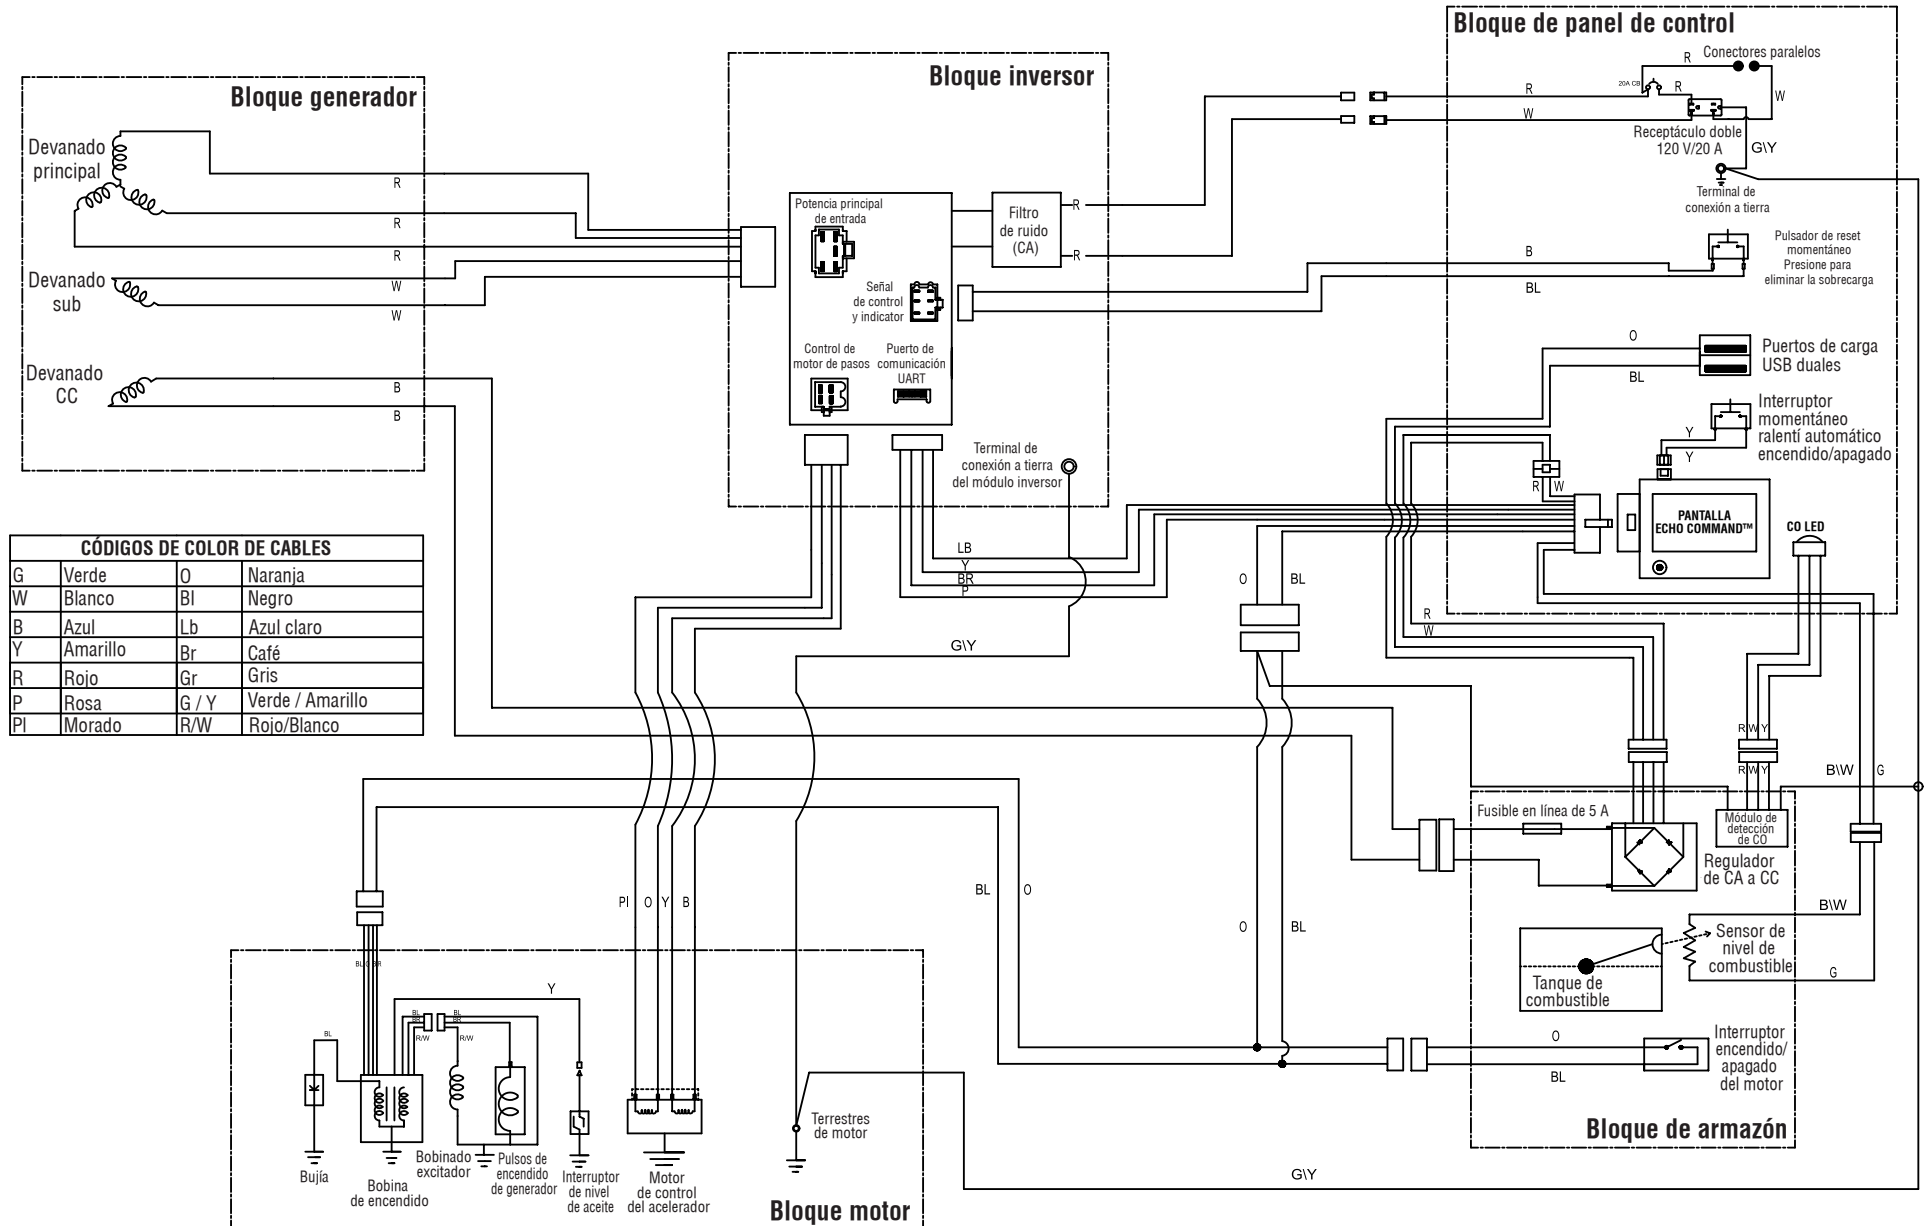 Bloque generador
Devanado
principal
R
R
R
Devanado
sub
W
W
Devanado
CC
B
B
Bloque inversor
Potencia principal
de entrada
Filtro
de ruido
(CA)
R
R
Señal
de control
y indicator
Control de
motor de pasos
Puerto de
comunicación
UART
Terminal de
conexión a tierra
del módulo inversor
Bloque de panel de control
Conectores paralelos
R
20A CB
R
W
R
W
Receptáculo doble
120 V/20 A
G\Y
Terminal de
conexión a tierra
Pulsador de reset
momentáneo
Presione para
eliminar la sobrecarga
B
BL
O
BL
Puertos de carga
USB duales
Interruptor
momentáneo
ralentí automático
encendido/apagado
Y
Y
R W
PANTALLA
ECHO COMMAND™
CO LED
CÓDIGOS DE COLOR DE CABLES
G Verde O Naranja
W Blanco Bl Negro
B Azul Lb Azul claro
Y Amarillo Br Café
R Rojo Gr Gris
P Rosa G / Y Verde / Amarillo
Pl Morado R/W Rojo/Blanco
LB
Y
BR
P
O BL
R
W
G\Y
R W Y
R W Y
B\W G
Fusible en línea de 5 A
Módulo de
detección
de CO
Regulador
de CA a CC
B\W
Sensor de
nivel de
combustible
G
Tanque de
combustible
O
BL
Interruptor
encendido/
apagado
del motor
Bloque de armazón
Pl O Y B
BL O
O BL
BL BR
Y
BL
BL
BR
R/W
BL
BR
R/W
Bujía
Bobina
de encendido
Bobinado
excitador
Pulsos de
encendido
de generador
Interruptor
de nivel
de aceite
Motor
de control
del acelerador
Terrestres
de motor
G\Y
Bloque motor